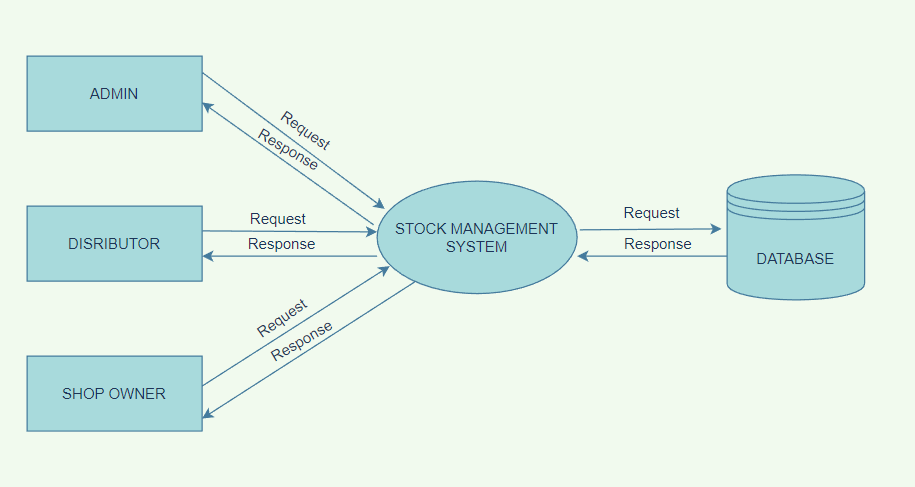 ADMIN
Request
Response
DISRIBUTOR
Request
Response
STOCK MANAGEMENT
SYSTEM
Request
Response
DATABASE
Request
Response
SHOP OWNER